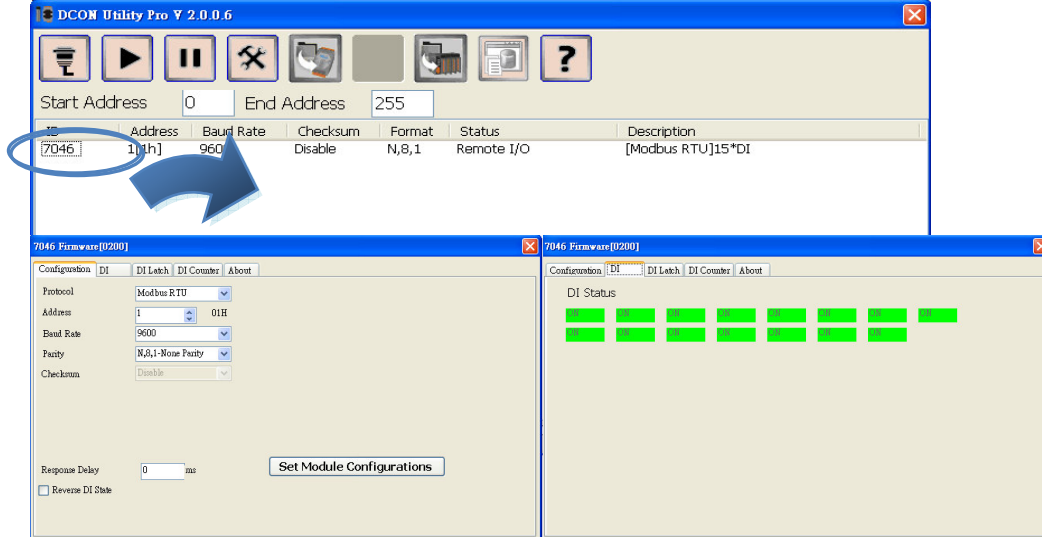 DCON Utility Pro V 2.0.0.6
?
Start Address 0 End Address 255
ID Address Baud Rate Checksum Format Status Description
7046 1[1h] 960 Disable N,8,1 Remote I/O [Modbus RTU]15*DI
7046 Firmware[0200]
Configuration DI DI Latch DI Counter About
Protocol Modbus RTU
Address 1 01H
Baud Rate 9600
Parity N,8,1-None Parity
Checksum Disable
Response Delay 0 ms
Set Module Configurations
Reverse DI State
7046 Firmware[0200]
Configuration DI DI Latch DI Counter About
DI Status
ON ON ON ON ON ON ON ON
ON ON ON ON ON ON ON